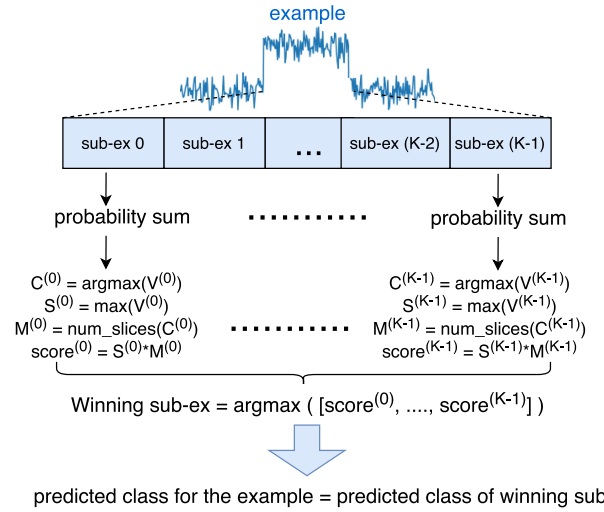 example
sub-ex 0 sub-ex 1 ... sub-ex (K-2) sub-ex (K-1)
probability sum ............ probability sum
C^(0) = argmax(V^(0)) C^(K-1) = argmax(V^(K-1))
S^(0) = max(V^(0)) S^(K-1) = max(V^(K-1))
M^(0) = num_slices(C^(0)) ............ M^(K-1) = num_slices(C^(K-1))
score^(0) = S^(0)*M^(0) score^(K-1) = S^(K-1)*M^(K-1)
Winning sub-ex = argmax ( [score^(0), ...., score^(K-1)] )
predicted class for the example = predicted class of winning sub